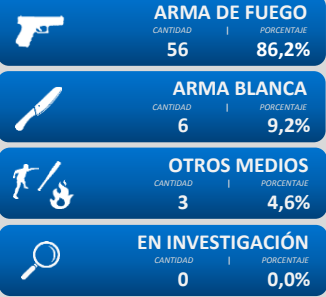 ARMA DE FUEGO
CANTIDAD | PORCENTAJE
56 86,2%
ARMA BLANCA
CANTIDAD | PORCENTAJE
6 9,2%
OTROS MEDIOS
CANTIDAD | PORCENTAJE
3 4,6%
EN INVESTIGACIÓN
CANTIDAD | PORCENTAJE
0 0,0%